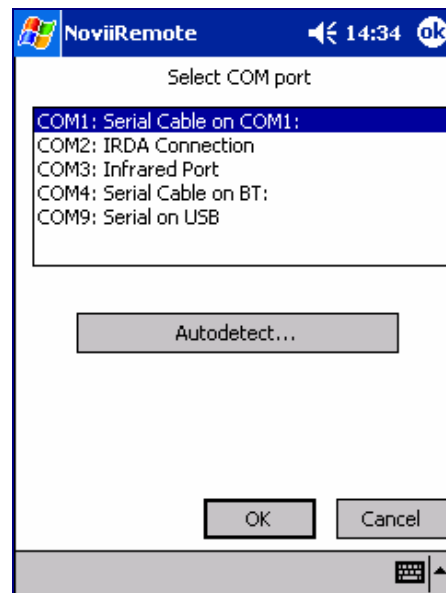 NoviiRemote 14:34 ok
Select COM port
COM1: Serial Cable on COM1:
COM2: IRDA Connection
COM3: Infrared Port
COM4: Serial Cable on BT:
COM9: Serial on USB
Autodetect...
OK Cancel